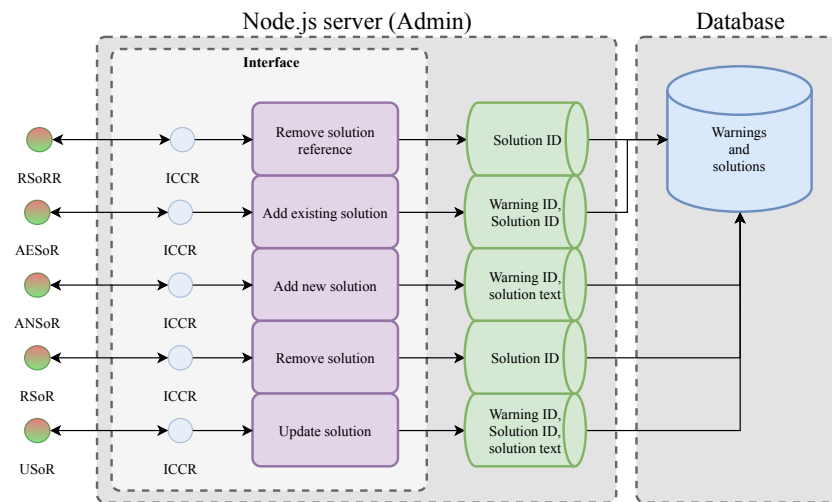 Node.js server (Admin)
Database
Interface
RSoRR
ICCR
Remove solution
reference
Solution ID
Warnings
and
solutions
AESoR
ICCR
Add existing solution
Warning ID,
Solution ID
ANSoR
ICCR
Add new solution
Warning ID,
solution text
RSoR
ICCR
Remove solution
Solution ID
USoR
ICCR
Update solution
Warning ID,
Solution ID,
solution text